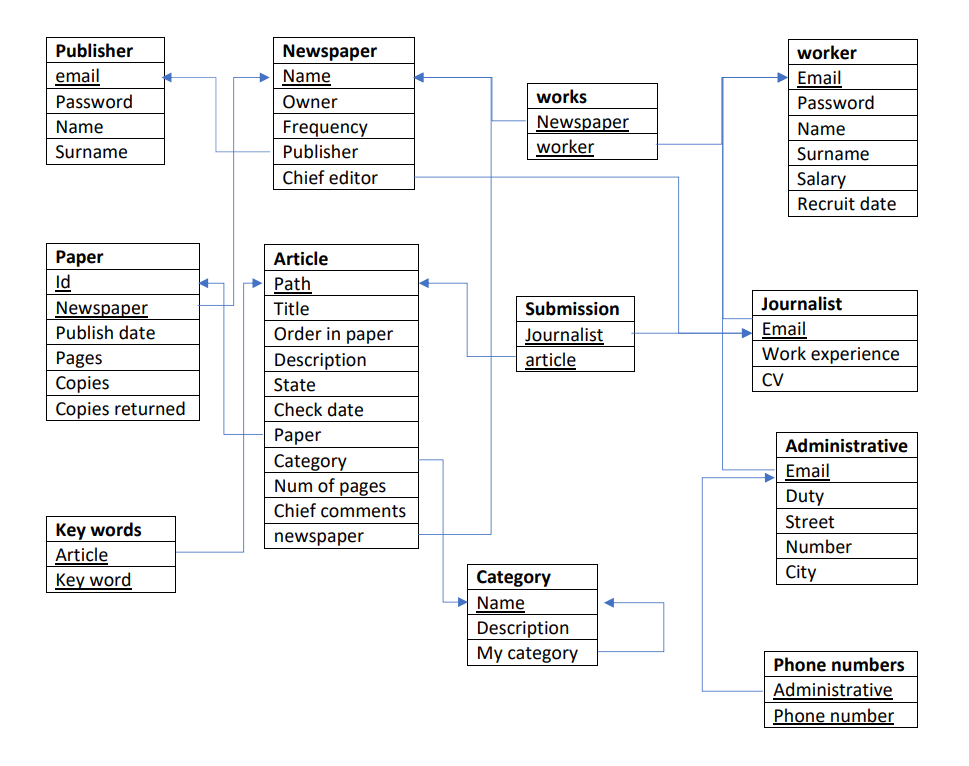 Publisher
email
Password
Name
Surname
Newspaper
Name
Owner
Frequency
Publisher
Chief editor
works
Newspaper
worker
worker
Email
Password
Name
Surname
Salary
Recruit date
Paper
Id
Newspaper
Publish date
Pages
Copies
Copies returned
Article
Path
Title
Order in paper
Description
State
Check date
Paper
Category
Num of pages
Chief comments
newspaper
Submission
Journalist
article
Journalist
Email
Work experience
CV
Administrative
Email
Duty
Street
Number
City
Key words
Article
Key word
Category
Name
Description
My category
Phone numbers
Administrative
Phone number